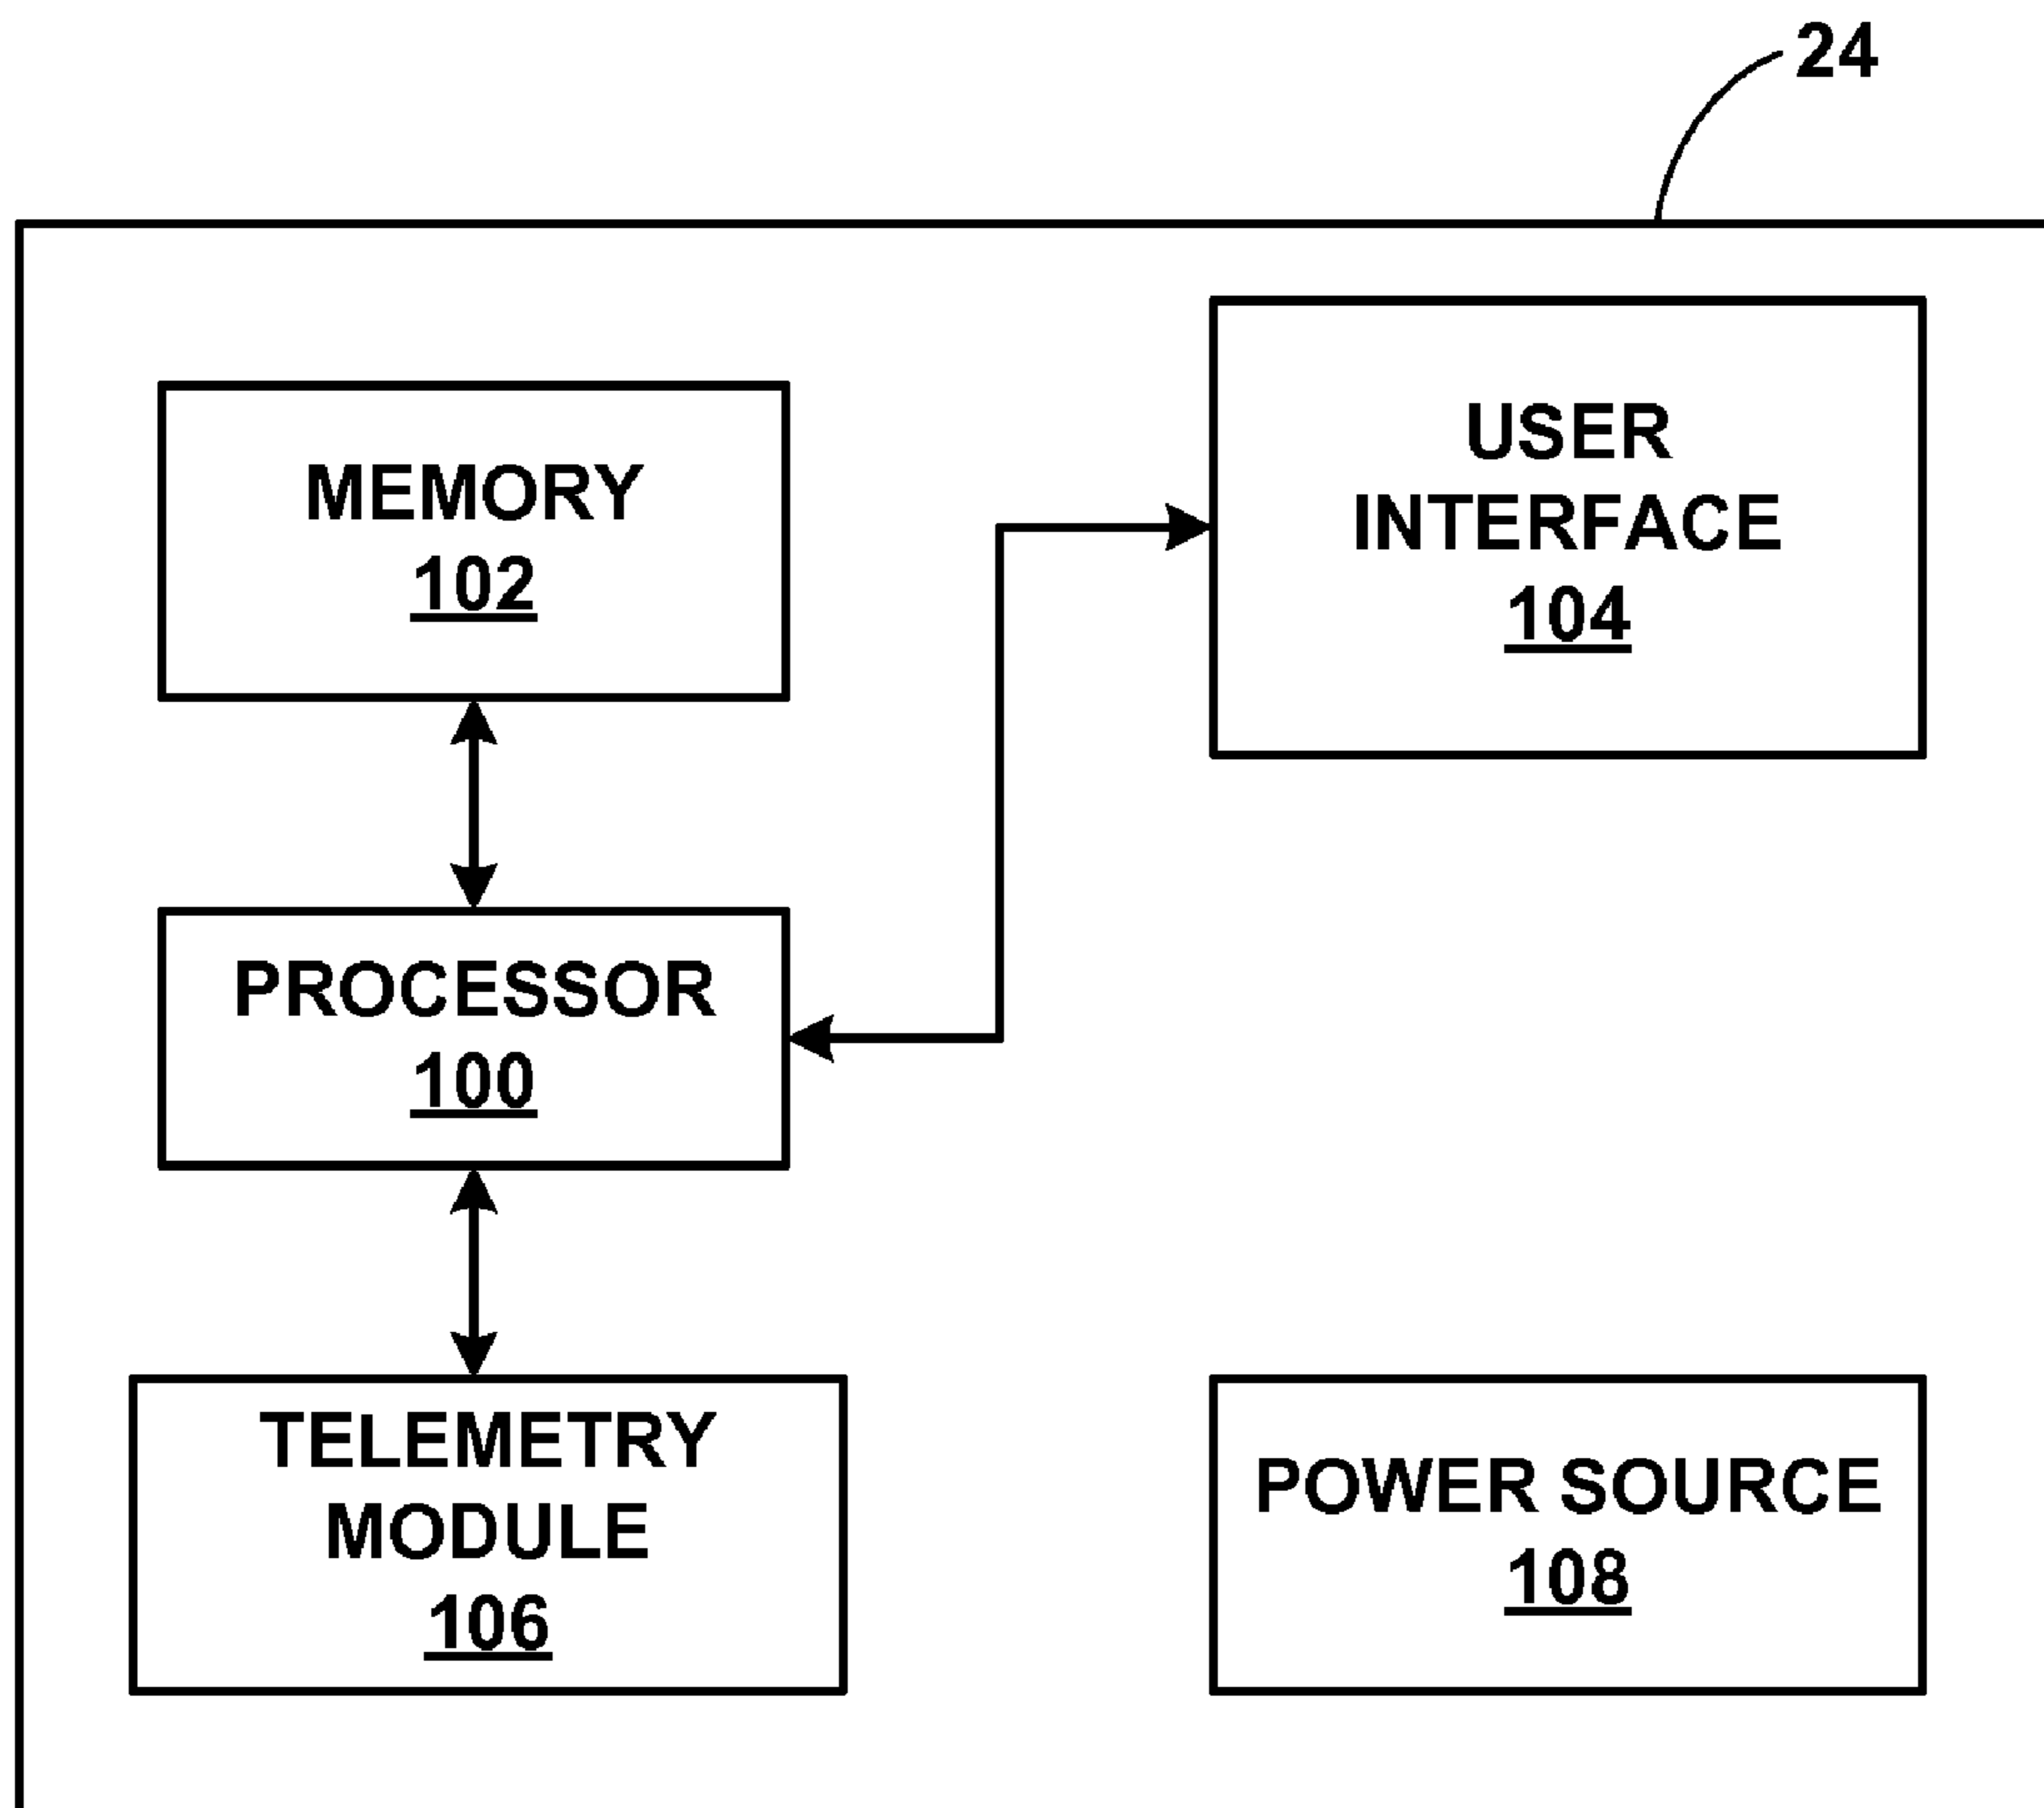 24
MEMORY
102
USER
INTERFACE
104
PROCESSOR
100
TELEMETRY
MODULE
106
POWER SOURCE
108